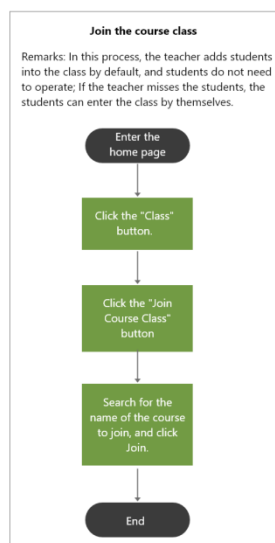 Join the course class
Remarks: In this process, the teacher adds students
into the class by default, and students do not need
to operate; If the teacher misses the students, the
students can enter the class by themselves.
Enter the
home page
Click the "Class"
button.
Click the "Join
Course Class"
button
Search for the
name of the course
to join, and click
Join.
End